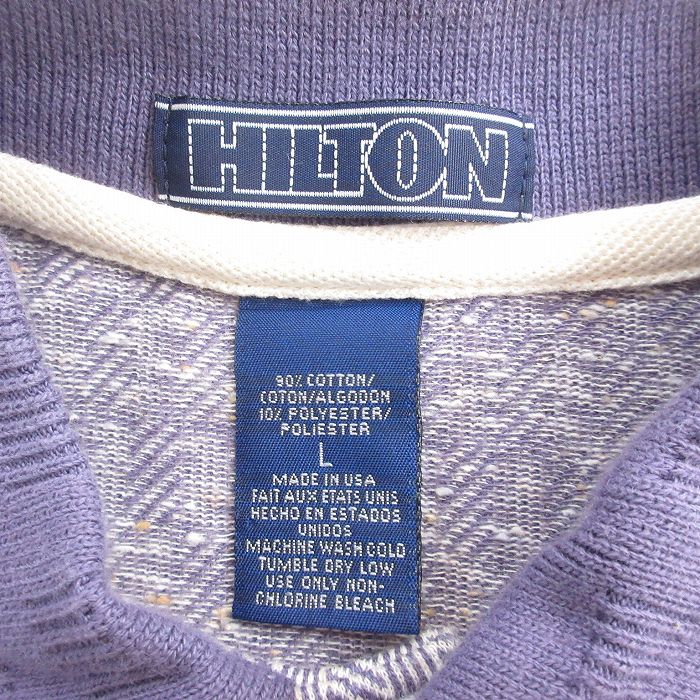 HILTON
90% COTTON/
COTON/ALGODON
10% POLYESTER/
POLIESTER
L
MADE IN USA
FAIT AUX ETATS UNIS
HECHO EN ESTADOS
UNIDOS
MACHINE WASH COLD
TUMBLE DRY LOW
USE ONLY NON-
CHLORINE BLEACH